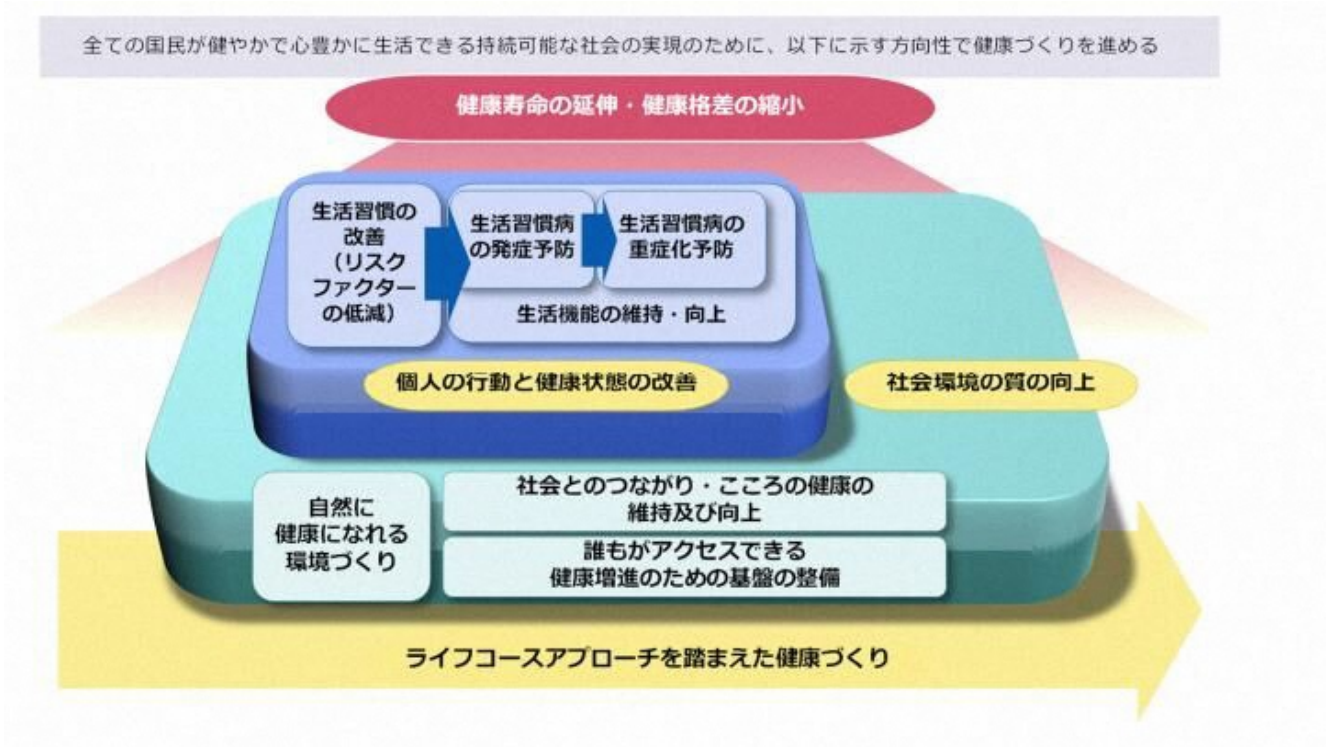 全ての国民が健やかで心豊かに生活できる持続可能な社会の実現のために、以下に示す方向性で健康づくりを進める
健康寿命の延伸・健康格差の縮小
生活習慣の
改善
（リスク
ファクター
の低減）
生活習慣病
の発症予防
生活習慣病の
重症化予防
生活機能の維持・向上
個人の行動と健康状態の改善
社会環境の質の向上
自然に
健康になれる
環境づくり
社会とのつながり・こころの健康の
維持及び向上
誰もがアクセスできる
健康増進のための基盤の整備
ライフコースアプローチを踏まえた健康づくり